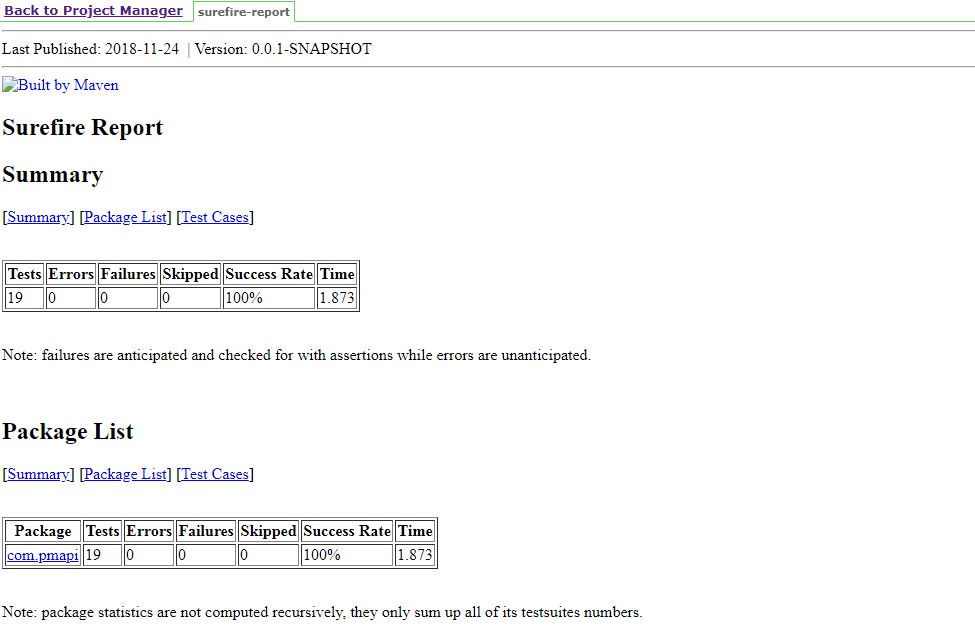 Back to Project Manager surefire-report
Last Published: 2018-11-24 | Version: 0.0.1-SNAPSHOT
Built by Maven
Surefire Report
Summary
[Summary] [Package List] [Test Cases]
Tests Errors Failures Skipped Success Rate Time
19 0 0 0 100% 1.873
Note: failures are anticipated and checked for with assertions while errors are unanticipated.
Package List
[Summary] [Package List] [Test Cases]
Package Tests Errors Failures Skipped Success Rate Time
com.pmapi 19 0 0 0 100% 1.873
Note: package statistics are not computed recursively, they only sum up all of its testsuites numbers.